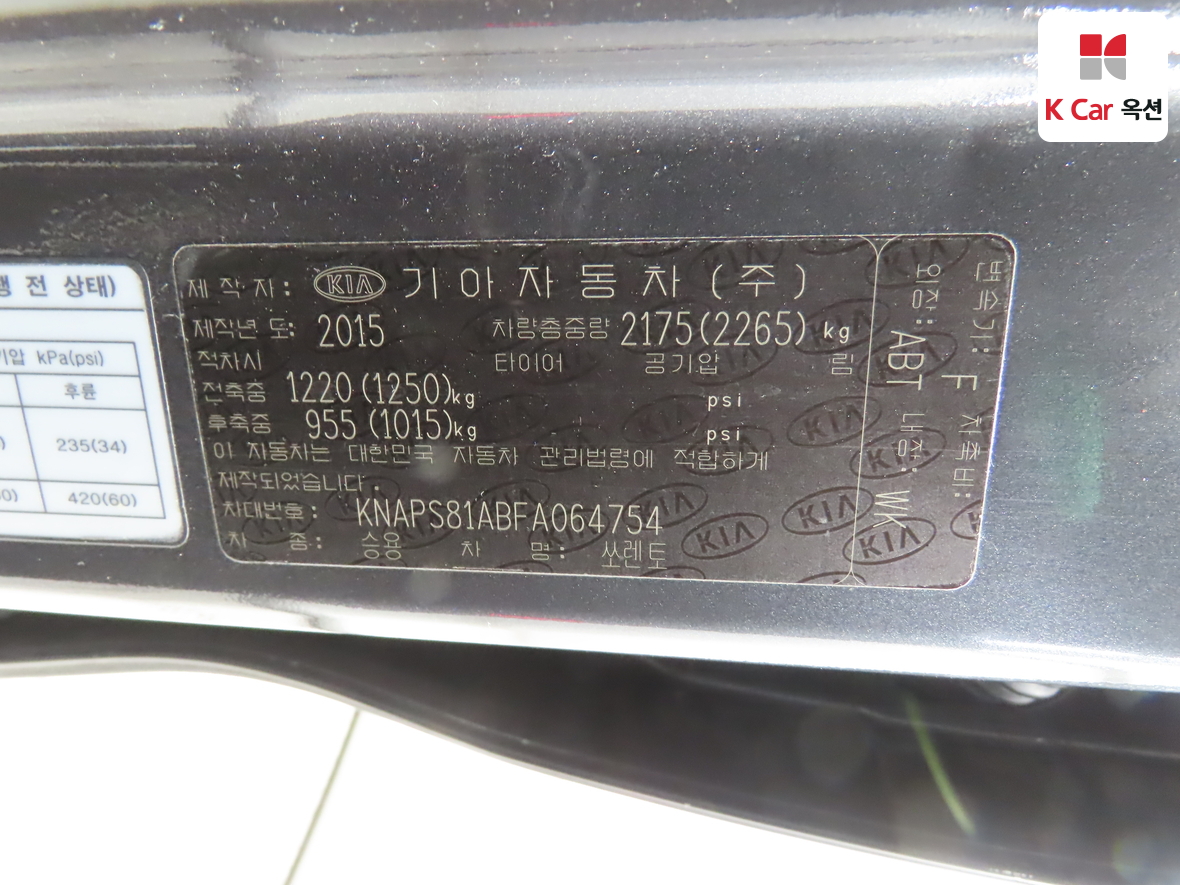 K Car 옥션
행 전 상태)
기압 kPa(psi)
후륜
235(34)
420(60)
제 작 자 : KIA 기 아 자 동 차 ( 주 )
제작년 도: 2015 차량총중량 2175(2265) kg
적차시 타이어 공기압 림
전축중 1220 (1250)kg psi
후축중 955 (1015)kg psi
이 자동차는 대한민국 자동차 관리법령에 적합하게
제작되었습니다.
차대번호: KNAPS81ABFA064754
차 종: 승용 차 명: 쏘렌토
변속기: F 차축비:
외장: ABT 내장: WK